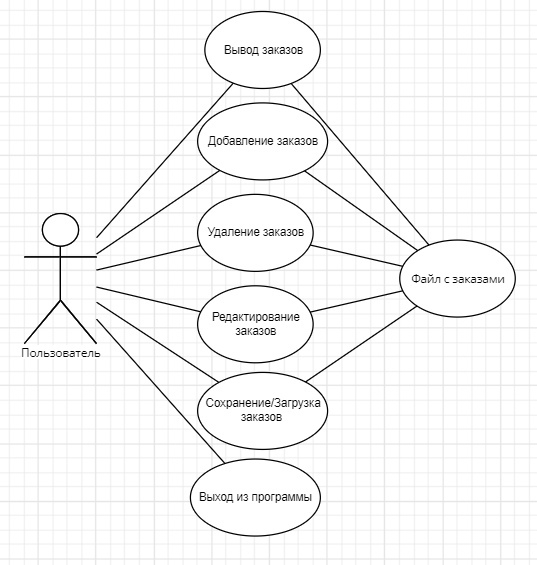 Вывод заказов
Добавление заказов
Удаление заказов
Файл с заказами
Редактирование
заказов
Пользователь
Сохранение/Загрузка
заказов
Выход из программы